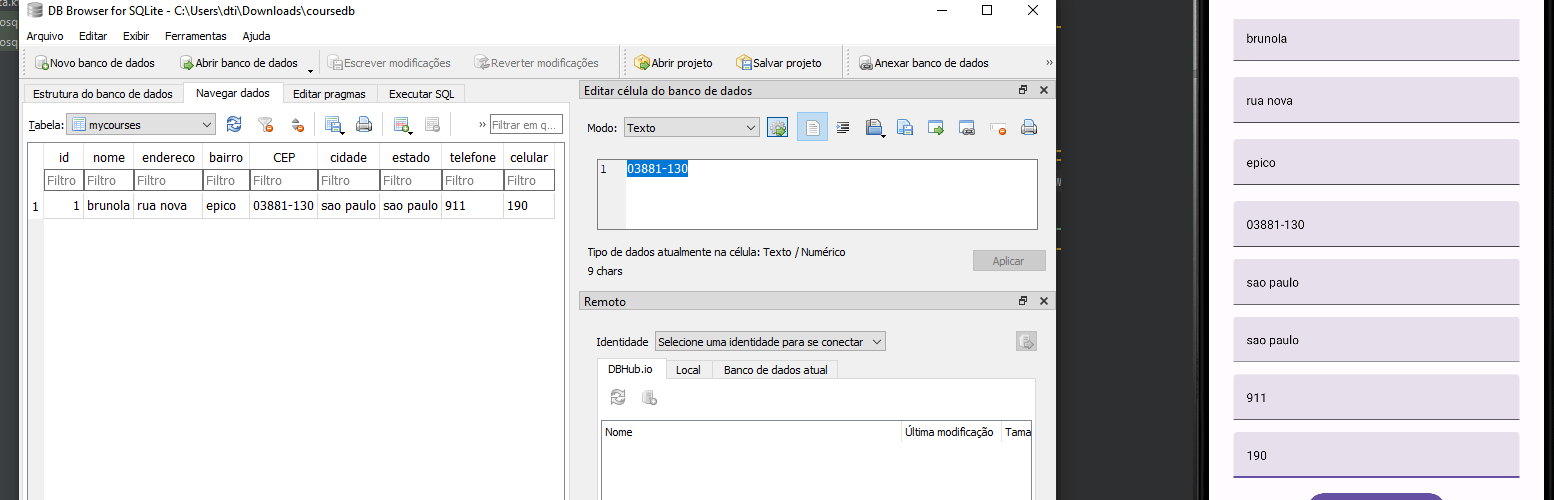 DB Browser for SQLite - C:\Users\dti\Downloads\coursedb
Arquivo Editar Exibir Ferramentas Ajuda
Novo banco de dados Abrir banco de dados Escrever modificações Reverter modificações Abrir projeto Salvar projeto Anexar banco de dados »
Estrutura do banco de dados Navegar dados Editar pragmas Executar SQL
Tabela: mycourses » Filtrar em q...
id nome endereco bairro CEP cidade estado telefone celular
Filtro Filtro Filtro Filtro Filtro Filtro Filtro Filtro Filtro
1 1 brunola rua nova epico 03881-130 sao paulo sao paulo 911 190
Editar célula do banco de dados
Modo: Texto
1 03881-130
Tipo de dados atualmente na célula: Texto / Numérico
9 chars
Aplicar
Remoto
Identidade Selecione uma identidade para se conectar
DBHub.io Local Banco de dados atual
Nome Última modificação Tama
brunola
rua nova
epico
03881-130
sao paulo
sao paulo
911
190